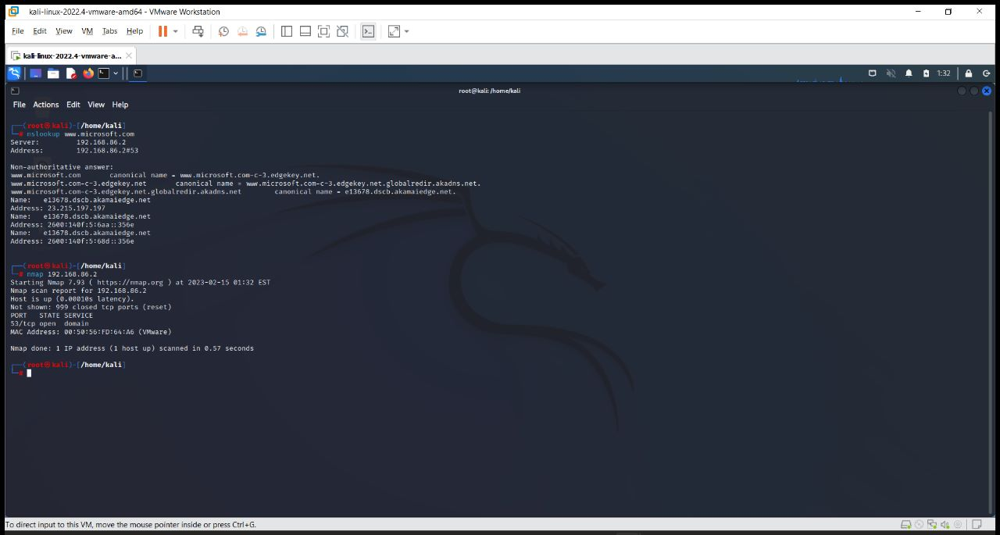 kali-linux-2022.4-vmware-amd64 - VMware Workstation
File Edit View VM Tabs Help
kali-linux-2022.4-vmware-a...
1:32
root@kali: /home/kali
File Actions Edit View Help
┌──(root㉿kali)-[/home/kali]
└─# nslookup www.microsoft.com
Server: 192.168.86.2
Address: 192.168.86.2#53
Non-authoritative answer:
www.microsoft.com canonical name = www.microsoft.com-c-3.edgekey.net.
www.microsoft.com-c-3.edgekey.net canonical name = www.microsoft.com-c-3.edgekey.net.globalredir.akadns.net.
www.microsoft.com-c-3.edgekey.net.globalredir.akadns.net canonical name = e13678.dscb.akamaiedge.net.
Name: e13678.dscb.akamaiedge.net
Address: 23.215.197.197
Name: e13678.dscb.akamaiedge.net
Address: 2600:140f:5:6aa::356e
Name: e13678.dscb.akamaiedge.net
Address: 2600:140f:5:68d::356e
┌──(root㉿kali)-[/home/kali]
└─# nmap 192.168.86.2
Starting Nmap 7.93 ( https://nmap.org ) at 2023-02-15 01:32 EST
Nmap scan report for 192.168.86.2
Host is up (0.00010s latency).
Not shown: 999 closed tcp ports (reset)
PORT STATE SERVICE
53/tcp open domain
MAC Address: 00:50:56:FD:64:A6 (VMware)
Nmap done: 1 IP address (1 host up) scanned in 0.57 seconds
┌──(root㉿kali)-[/home/kali]
└─#
To direct input to this VM, move the mouse pointer inside or press Ctrl+G.